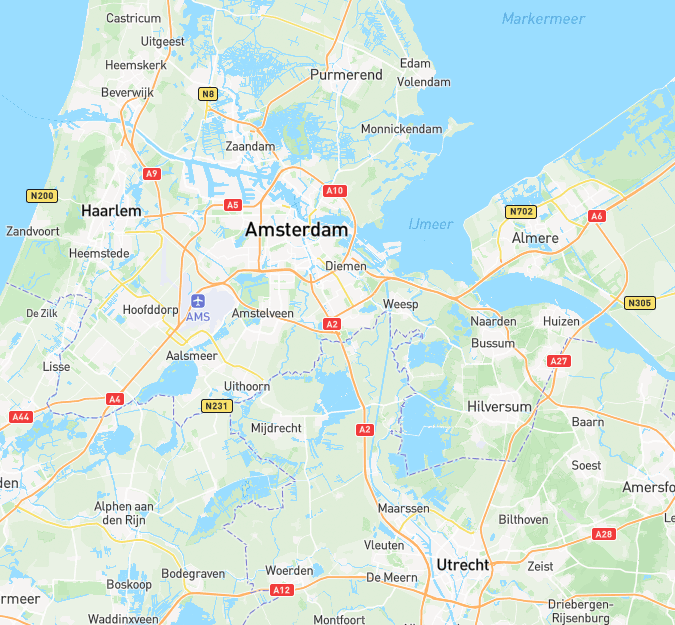 Castricum
Markermeer
Uitgeest
Edam
Heemskerk
Purmerend
Volendam
Beverwijk
N8
Monnickendam
Zaandam
A9
A10
N200
A5
Haarlem
N702
A6
IJmeer
Zandvoort
Amsterdam
Almere
Heemstede
Diemen
AMS
N305
Weesp
De Zilk
Hoofddorp
Amstelveen
A2
Naarden
Huizen
Bussum
Aalsmeer
A27
Lisse
Uithoorn
A4
N231
Hilversum
A44
Baarn
Mijdrecht
A2
Soest
den
Amersfo
Alphen aan
den Rijn
Maarssen
Bilthoven
Le
A28
Vleuten
Utrecht
Zeist
Woerden
Bodegraven
De Meern
Boskoop
A12
rmeer
Driebergen-
Rijsenburg
Waddinxveen
Montfoort